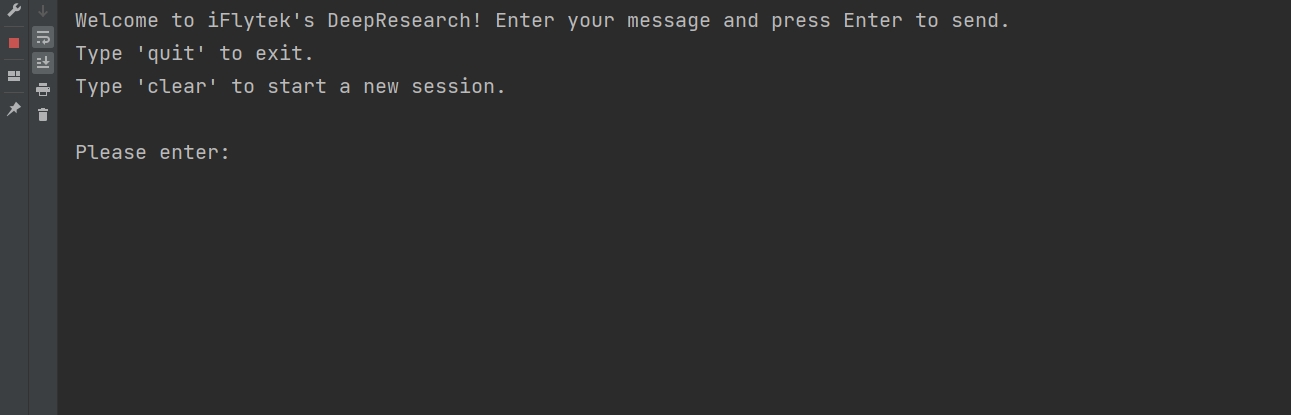 Welcome to iFlytek's DeepResearch! Enter your message and press Enter to send.
Type 'quit' to exit.
Type 'clear' to start a new session.
Please enter: